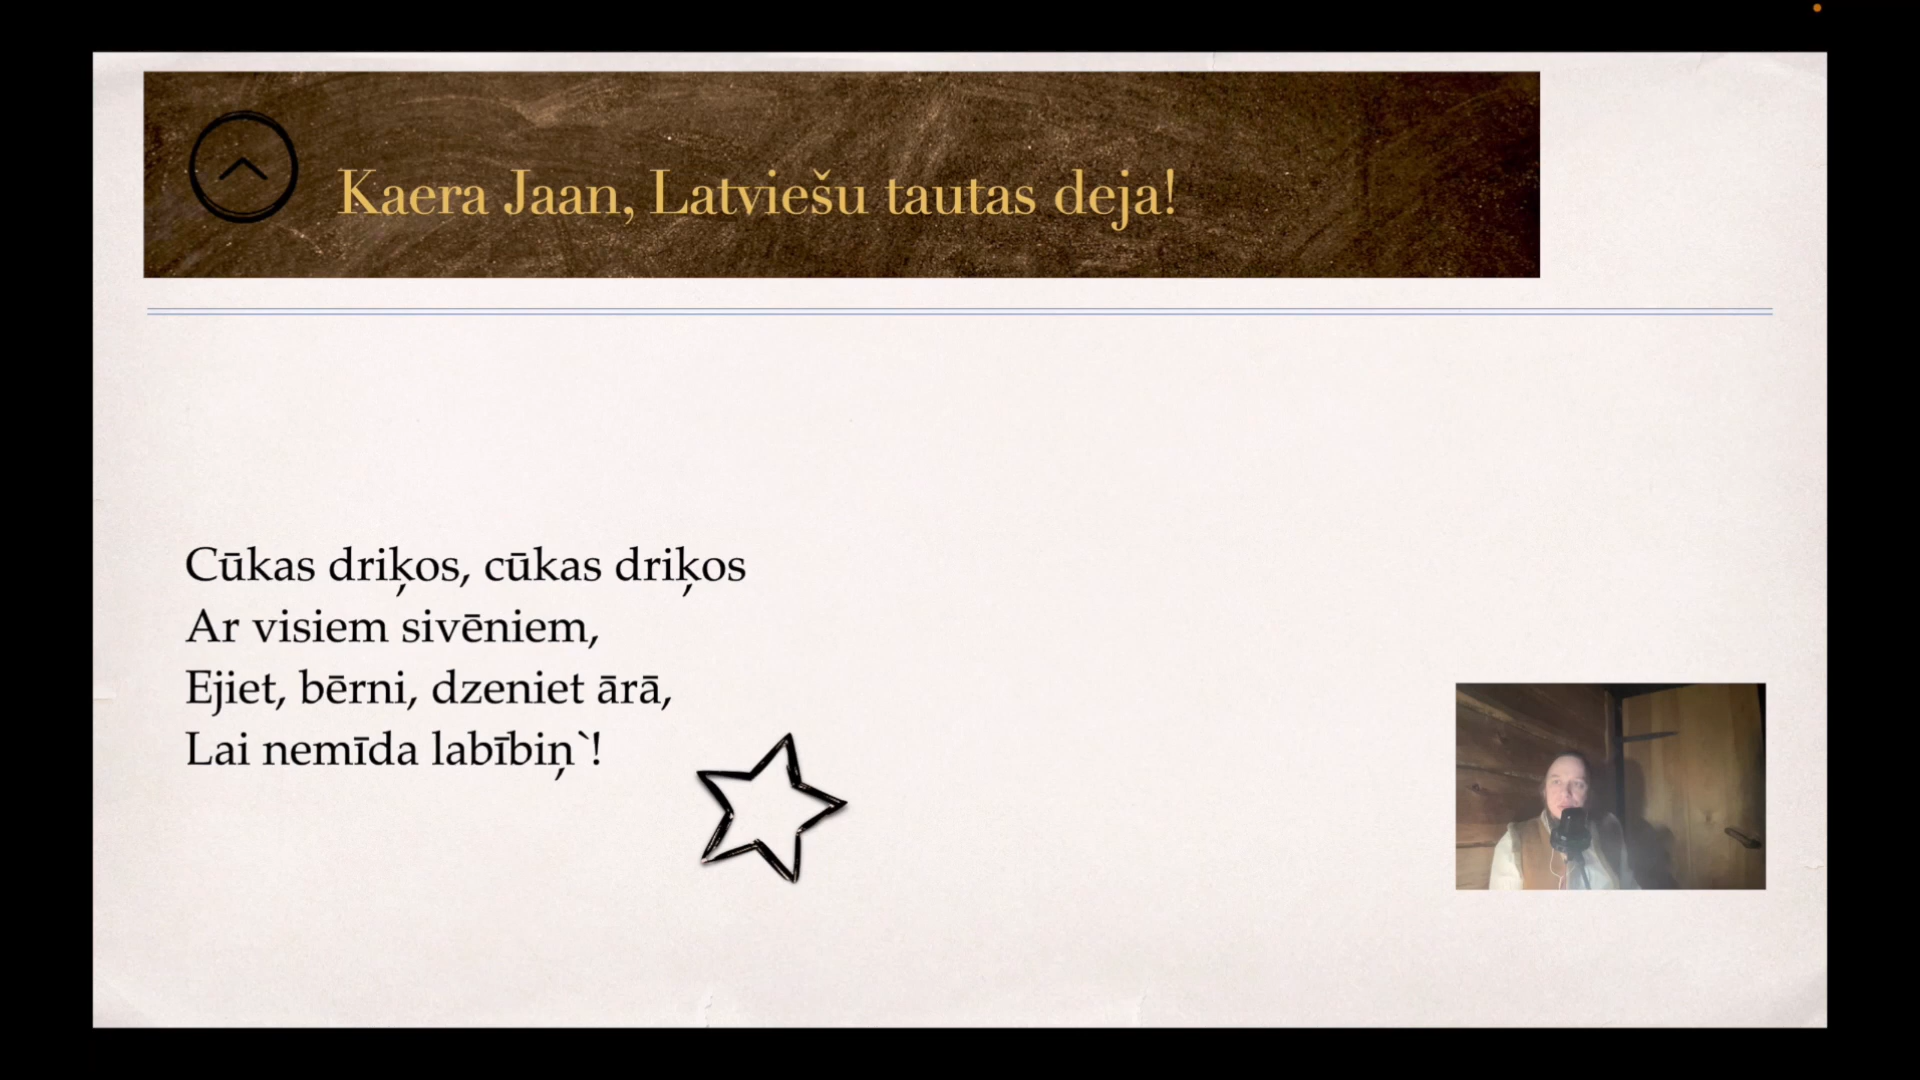 Kaera Jaan, Latviešu tautas deja!
Cūkas driķos, cūkas driķos
Ar visiem sivēniem,
Ejiet, bērni, dzeniet ārā,
Lai nemīda labībiņ`!